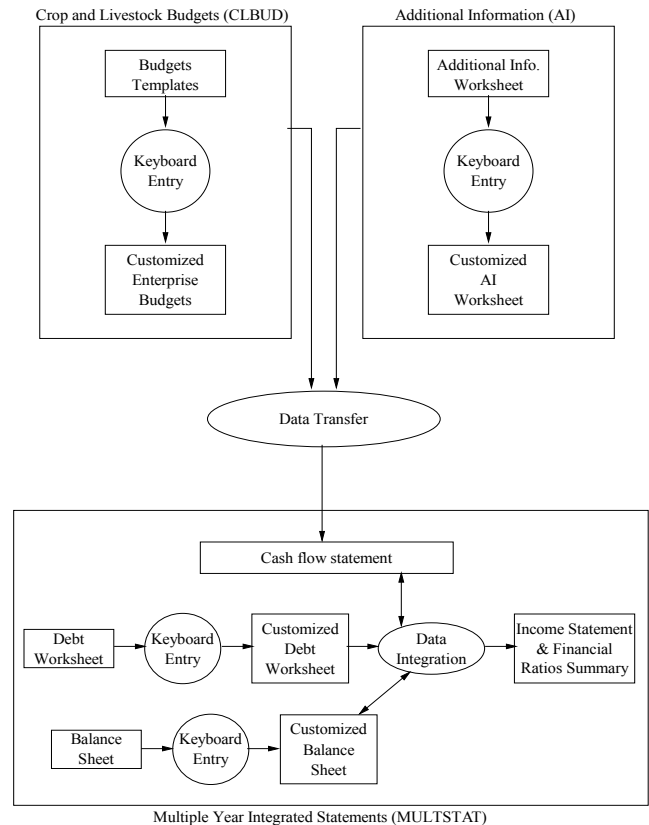 Crop and Livestock Budgets (CLBUD)
Additional Information (AI)
Budgets
Templates
Additional Info.
Worksheet
Keyboard
Entry
Keyboard
Entry
Customized
Enterprise
Budgets
Customized
AI
Worksheet
Data Transfer
Cash flow statement
Debt
Worksheet
Keyboard
Entry
Customized
Debt
Worksheet
Data
Integration
Income Statement
& Financial
Ratios Summary
Balance
Sheet
Keyboard
Entry
Customized
Balance
Sheet
Multiple Year Integrated Statements (MULTSTAT)